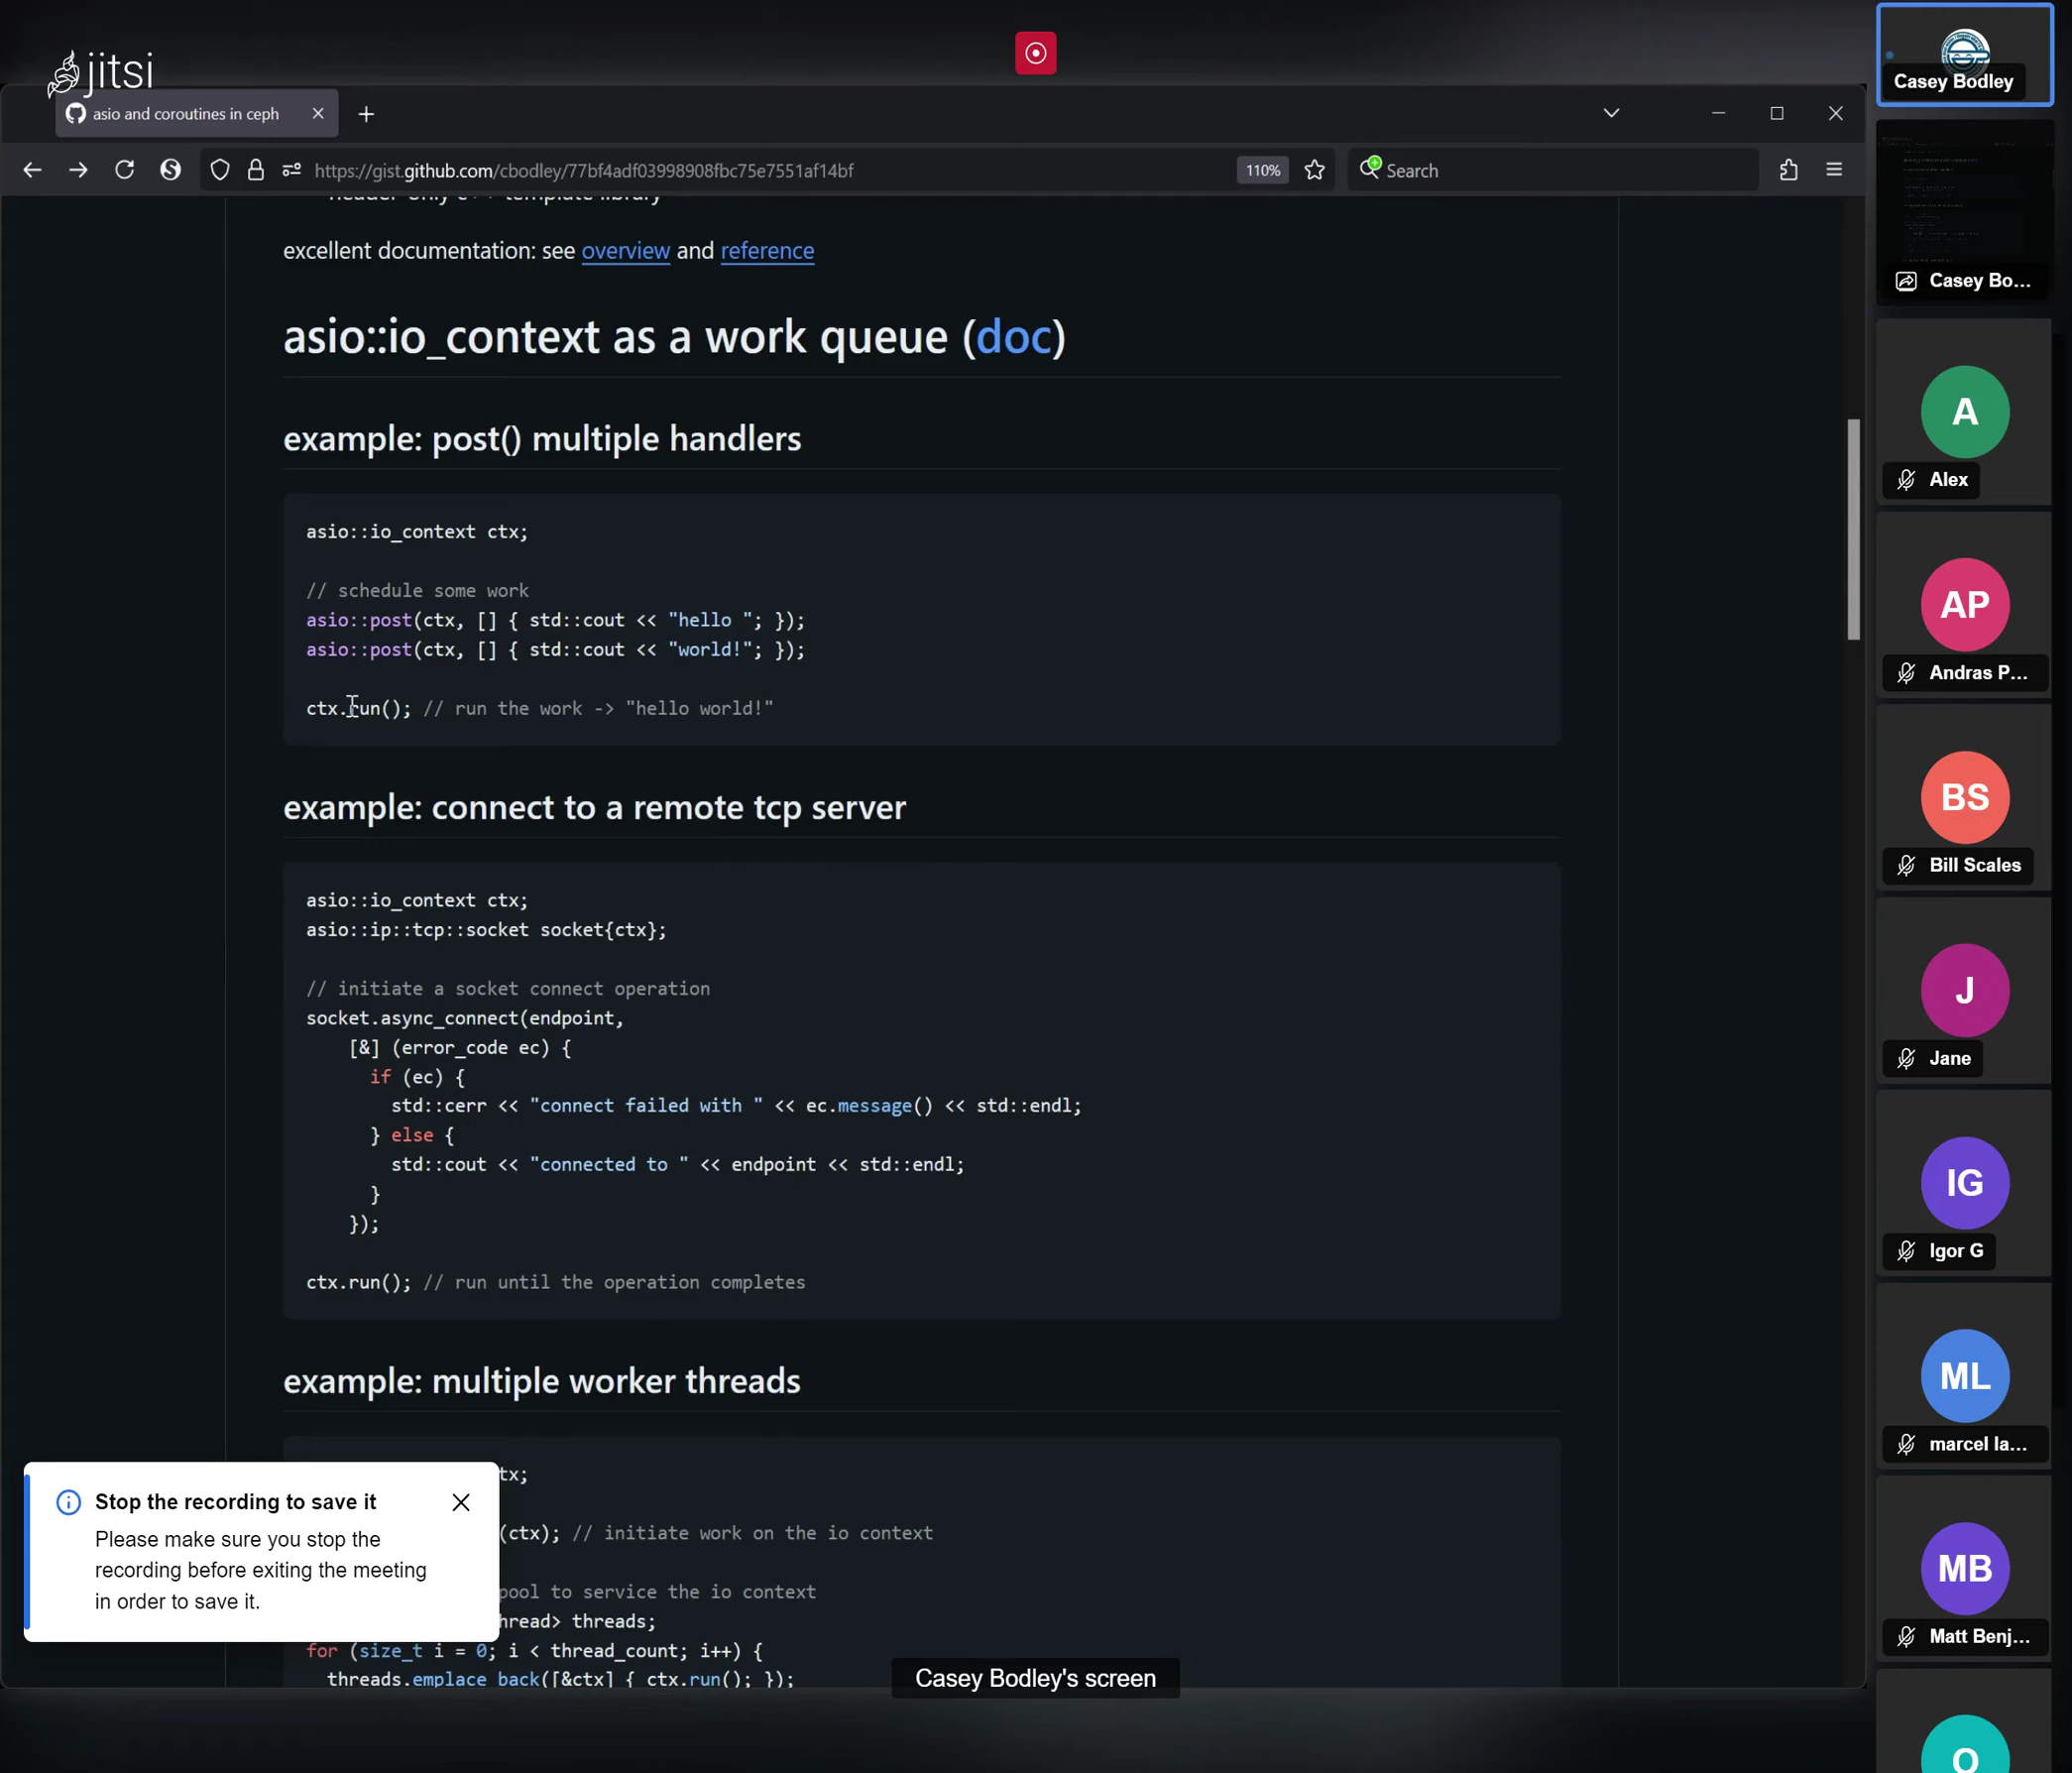 jitsi
asio and coroutines in ceph
https://gist.github.com/cbodley/77bf4adf03998908fbc75e7551af14bf
110%
Search
header-only c++ template library
excellent documentation: see overview and reference
asio::io_context as a work queue (doc)
example: post() multiple handlers
asio::io_context ctx;
// schedule some work
asio::post(ctx, [] { std::cout << "hello "; });
asio::post(ctx, [] { std::cout << "world!"; });
ctx.run(); // run the work -> "hello world!"
example: connect to a remote tcp server
asio::io_context ctx;
asio::ip::tcp::socket socket{ctx};
// initiate a socket connect operation
socket.async_connect(endpoint,
[&] (error_code ec) {
if (ec) {
std::cerr << "connect failed with " << ec.message() << std::endl;
} else {
std::cout << "connected to " << endpoint << std::endl;
}
});
ctx.run(); // run until the operation completes
example: multiple worker threads
tx;
(ctx); // initiate work on the io context
pool to service the io context
hread> threads;
for (size_t i = 0; i < thread_count; i++) {
threads.emplace_back([&ctx] { ctx.run(); });
Stop the recording to save it
Please make sure you stop the
recording before exiting the meeting
in order to save it.
Casey Bodley's screen
Casey Bodley
Casey Bo...
A
Alex
AP
Andras P...
BS
Bill Scales
J
Jane
IG
Igor G
ML
marcel la...
MB
Matt Benj...